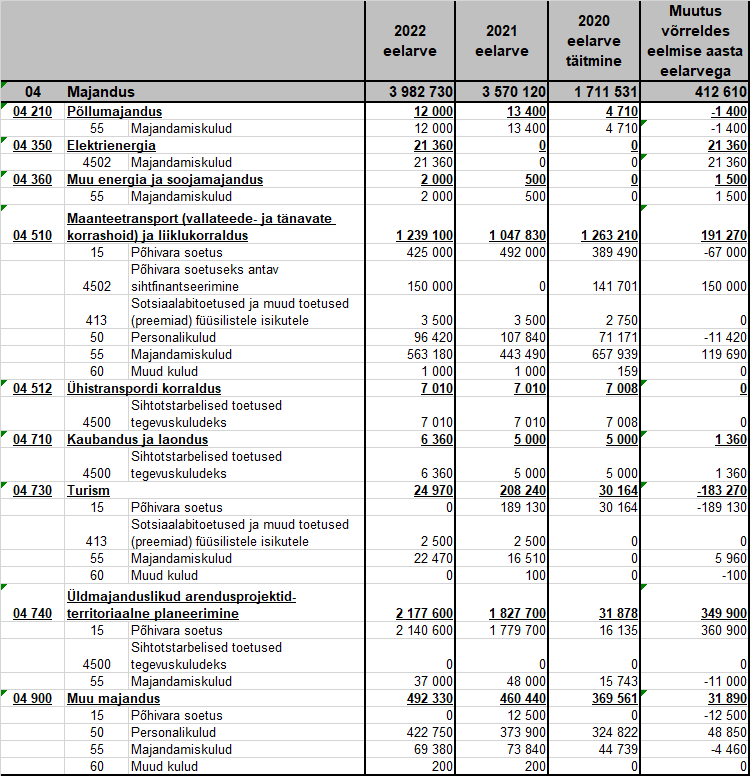 2022 eelarve 2021 eelarve 2020 eelarve täitmine Muutus võrreldes eelmise aasta eelarvega
04 Majandus 3 982 730 3 570 120 1 711 531 412 610
04 210 Põllumajandus 12 000 13 400 4 710 -1 400
55 Majandamiskulud 12 000 13 400 4 710 -1 400
04 350 Elektrienergia 21 360 0 0 21 360
4502 Majandamiskulud 21 360 0 0 21 360
04 360 Muu energia ja soojamajandus 2 000 500 0 1 500
55 Majandamiskulud 2 000 500 0 1 500
Maanteetransport (vallateede- ja tänavate
04 510 korrashoid) ja liiklukorraldus 1 239 100 1 047 830 1 263 210 191 270
15 Põhivara soetus 425 000 492 000 389 490 -67 000
Põhivara soetuseks antav
4502 sihtfinantseerimine 150 000 0 141 701 150 000
Sotsiaalabitoetused ja muud toetused
413 (preemiad) füüsilistele isikutele 3 500 3 500 2 750 0
50 Personalikulud 96 420 107 840 71 171 -11 420
55 Majandamiskulud 563 180 443 490 657 939 119 690
60 Muud kulud 1 000 1 000 159 0
04 512 Ühistranspordi korraldus 7 010 7 010 7 008 0
Sihtotstarbelised toetused
4500 tegevuskuludeks 7 010 7 010 7 008 0
04 710 Kaubandus ja laondus 6 360 5 000 5 000 1 360
Sihtotstarbelised toetused
4500 tegevuskuludeks 6 360 5 000 5 000 1 360
04 730 Turism 24 970 208 240 30 164 -183 270
15 Põhivara soetus 0 189 130 30 164 -189 130
Sotsiaalabitoetused ja muud toetused
413 (preemiad) füüsilistele isikutele 2 500 2 500 0 0
55 Majandamiskulud 22 470 16 510 0 5 960
60 Muud kulud 0 100 0 -100
Üldmajanduslikud arendusprojektid-
04 740 territoriaalne planeerimine 2 177 600 1 827 700 31 878 349 900
15 Põhivara soetus 2 140 600 1 779 700 16 135 360 900
Sihtotstarbelised toetused
4500 tegevuskuludeks 0 0 0 0
55 Majandamiskulud 37 000 48 000 15 743 -11 000
04 900 Muu majandus 492 330 460 440 369 561 31 890
15 Põhivara soetus 0 12 500 0 -12 500
50 Personalikulud 422 750 373 900 324 822 48 850
55 Majandamiskulud 69 380 73 840 44 739 -4 460
60 Muud kulud 200 200 0 0